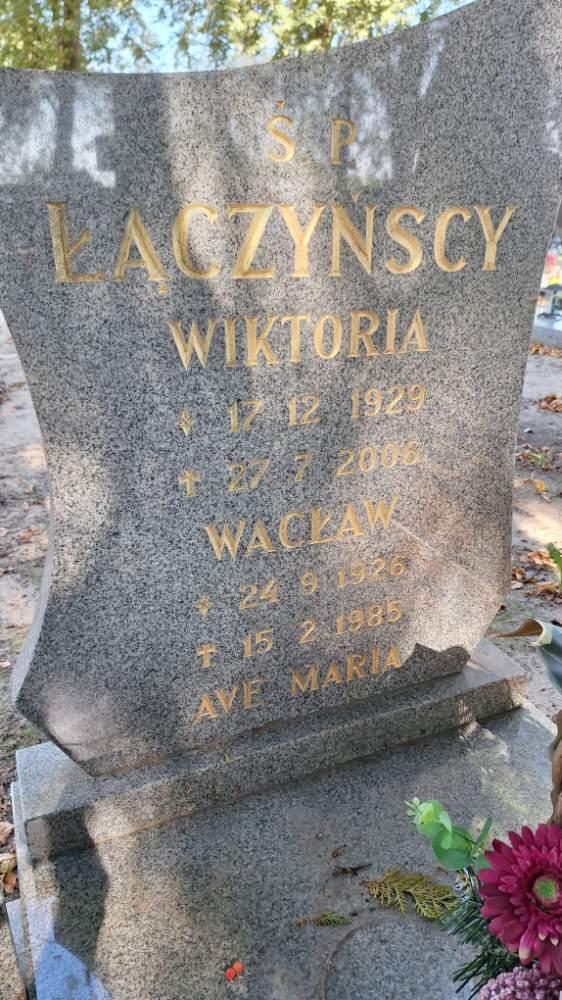 Ś P
ŁĄCZYŃSCY
WIKTORIA
17 12 1929
✝ 27 7 2006
WACŁAW
24 9 1926
✝ 15 2 1985
AVE MARIA